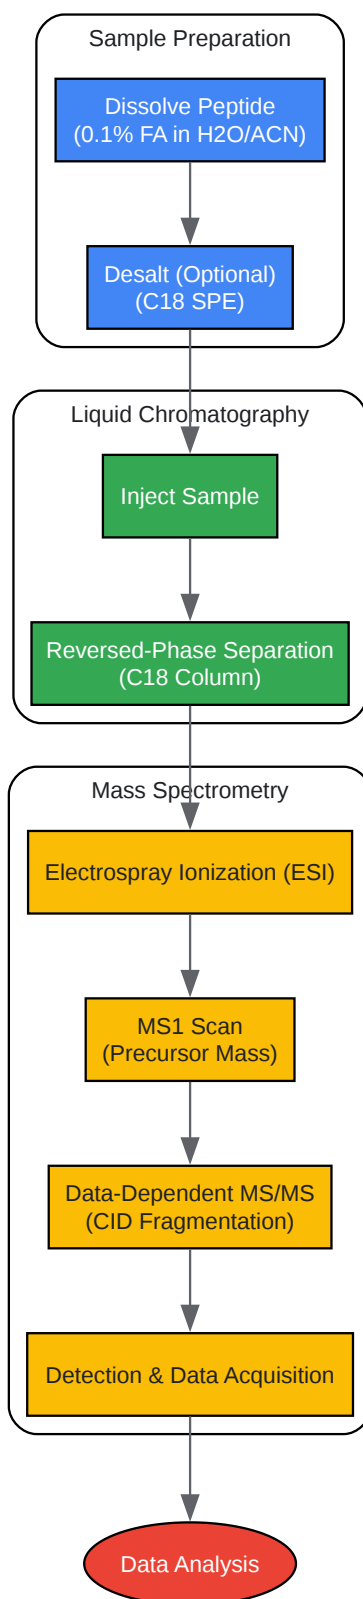 Sample Preparation
Dissolve Peptide
(0.1% FA in H2O/ACN)
Desalt (Optional)
(C18 SPE)
Liquid Chromatography
Inject Sample
Reversed-Phase Separation
(C18 Column)
Mass Spectrometry
Electrospray Ionization (ESI)
MS1 Scan
(Precursor Mass)
Data-Dependent MS/MS
(CID Fragmentation)
Detection & Data Acquisition
Data Analysis